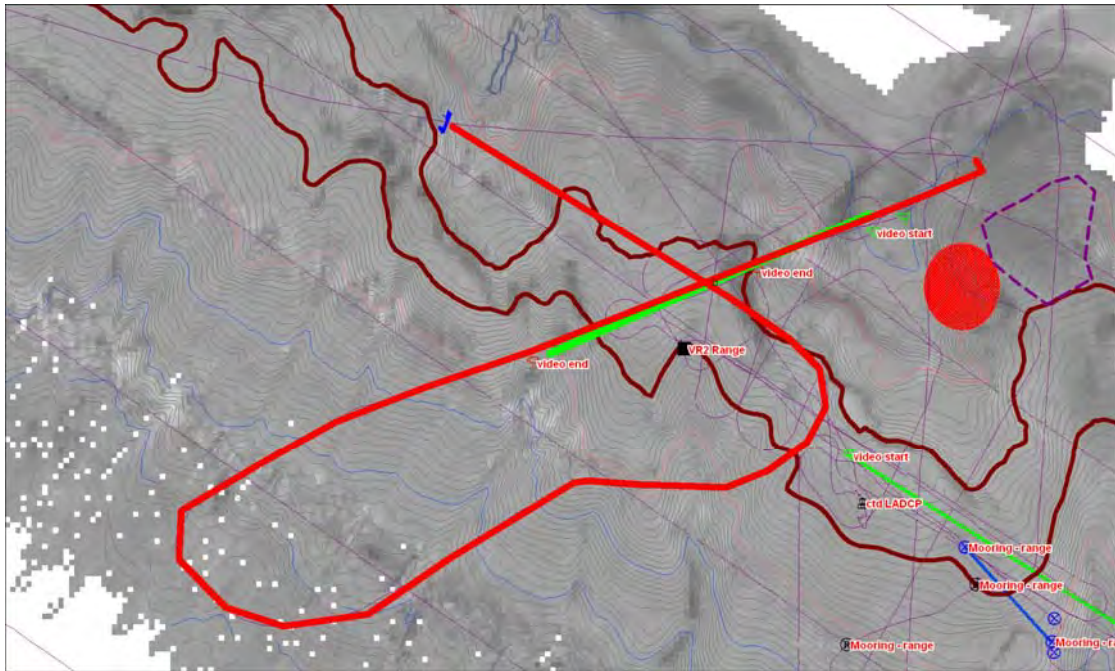 video start
video end
VR2 Range
video end
video start
ctd LADCP
Mooring - range
Mooring - range
Mooring - range
Mooring - ra